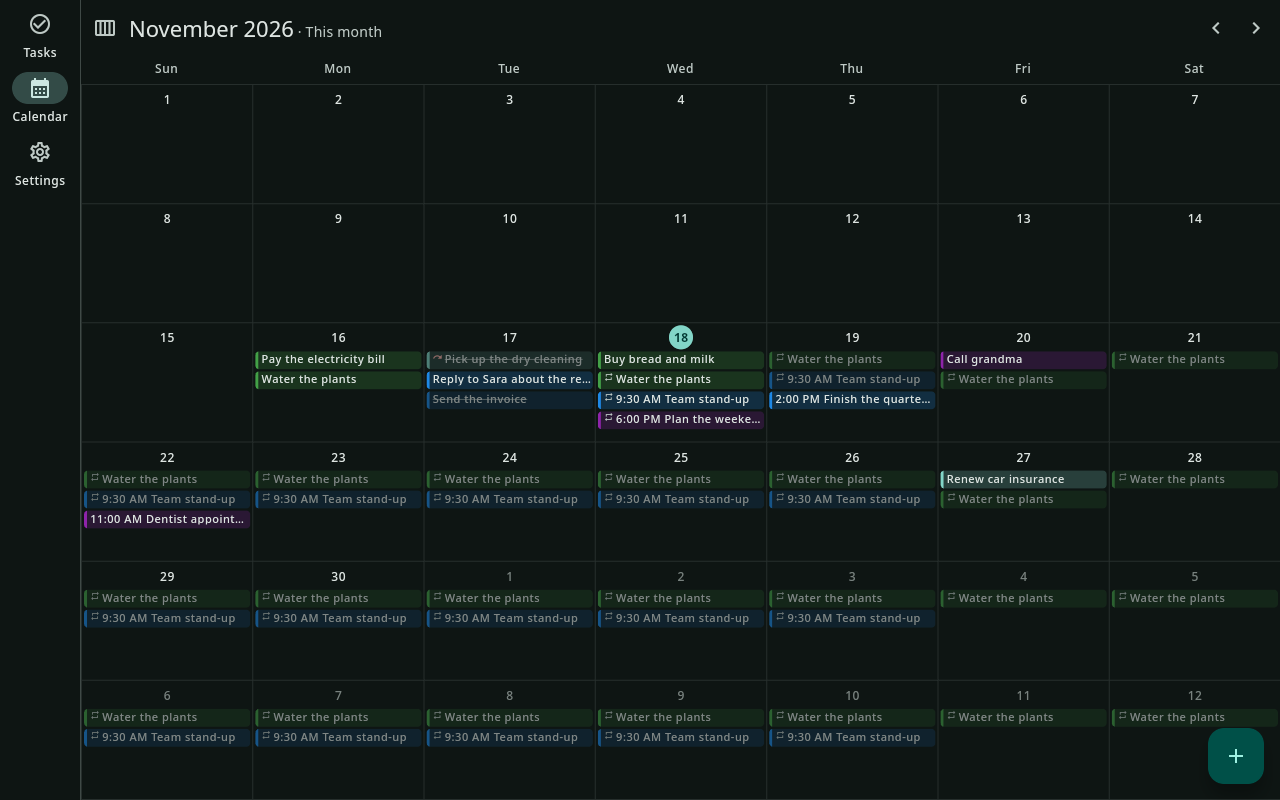 Tasks
Calendar
Settings
November 2026 · This month
Sun Mon Tue Wed Thu Fri Sat
1 2 3 4 5 6 7
8 9 10 11 12 13 14
15 16 17 18 19 20 21
Pay the electricity bill Pick up the dry cleaning Buy bread and milk Water the plants Call grandma Water the plants
Water the plants Reply to Sara about the re… Water the plants 9:30 AM Team stand-up Water the plants
Send the invoice 9:30 AM Team stand-up 2:00 PM Finish the quarte…
6:00 PM Plan the weeke…
22 23 24 25 26 27 28
Water the plants Water the plants Water the plants Water the plants Water the plants Renew car insurance Water the plants
9:30 AM Team stand-up 9:30 AM Team stand-up 9:30 AM Team stand-up 9:30 AM Team stand-up 9:30 AM Team stand-up Water the plants
11:00 AM Dentist appoint…
29 30 1 2 3 4 5
Water the plants Water the plants Water the plants Water the plants Water the plants Water the plants Water the plants
9:30 AM Team stand-up 9:30 AM Team stand-up 9:30 AM Team stand-up 9:30 AM Team stand-up 9:30 AM Team stand-up
6 7 8 9 10 11 12
Water the plants Water the plants Water the plants Water the plants Water the plants Water the plants Water the plants
9:30 AM Team stand-up 9:30 AM Team stand-up 9:30 AM Team stand-up 9:30 AM Team stand-up 9:30 AM Team stand-up